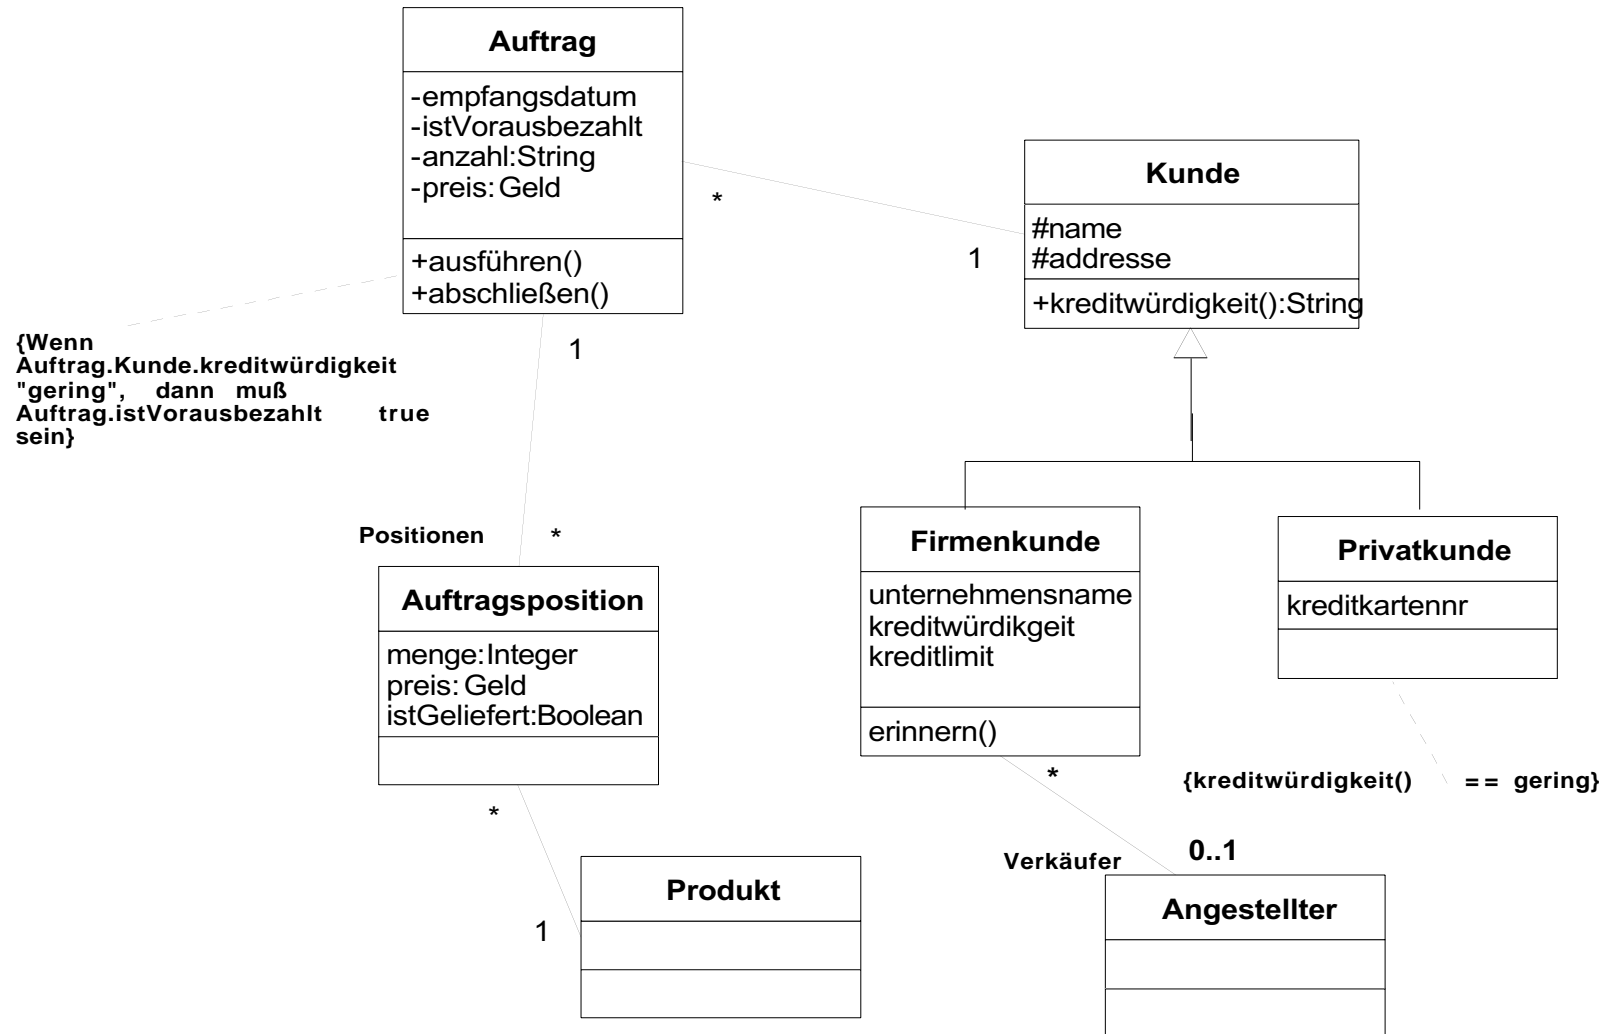 Auftrag
-empfangsdatum
-istVorausbezahlt
-anzahl:String
-preis: Geld
+ausführen()
+abschließen()
*
1
Kunde
#name
#addresse
+kreditwürdigkeit():String
{Wenn
Auftrag.Kunde.kreditwürdigkeit
"gering", dann muß
Auftrag.istVorausbezahlt true
sein}
1
Positionen *
Auftragsposition
menge:Integer
preis: Geld
istGeliefert:Boolean
Firmenkunde
unternehmensname
kreditwürdikgeit
kreditlimit
erinnern()
Privatkunde
kreditkartennr
{kreditwürdigkeit() == gering}
*
*
Verkäufer 0..1
Produkt
1
Angestellter